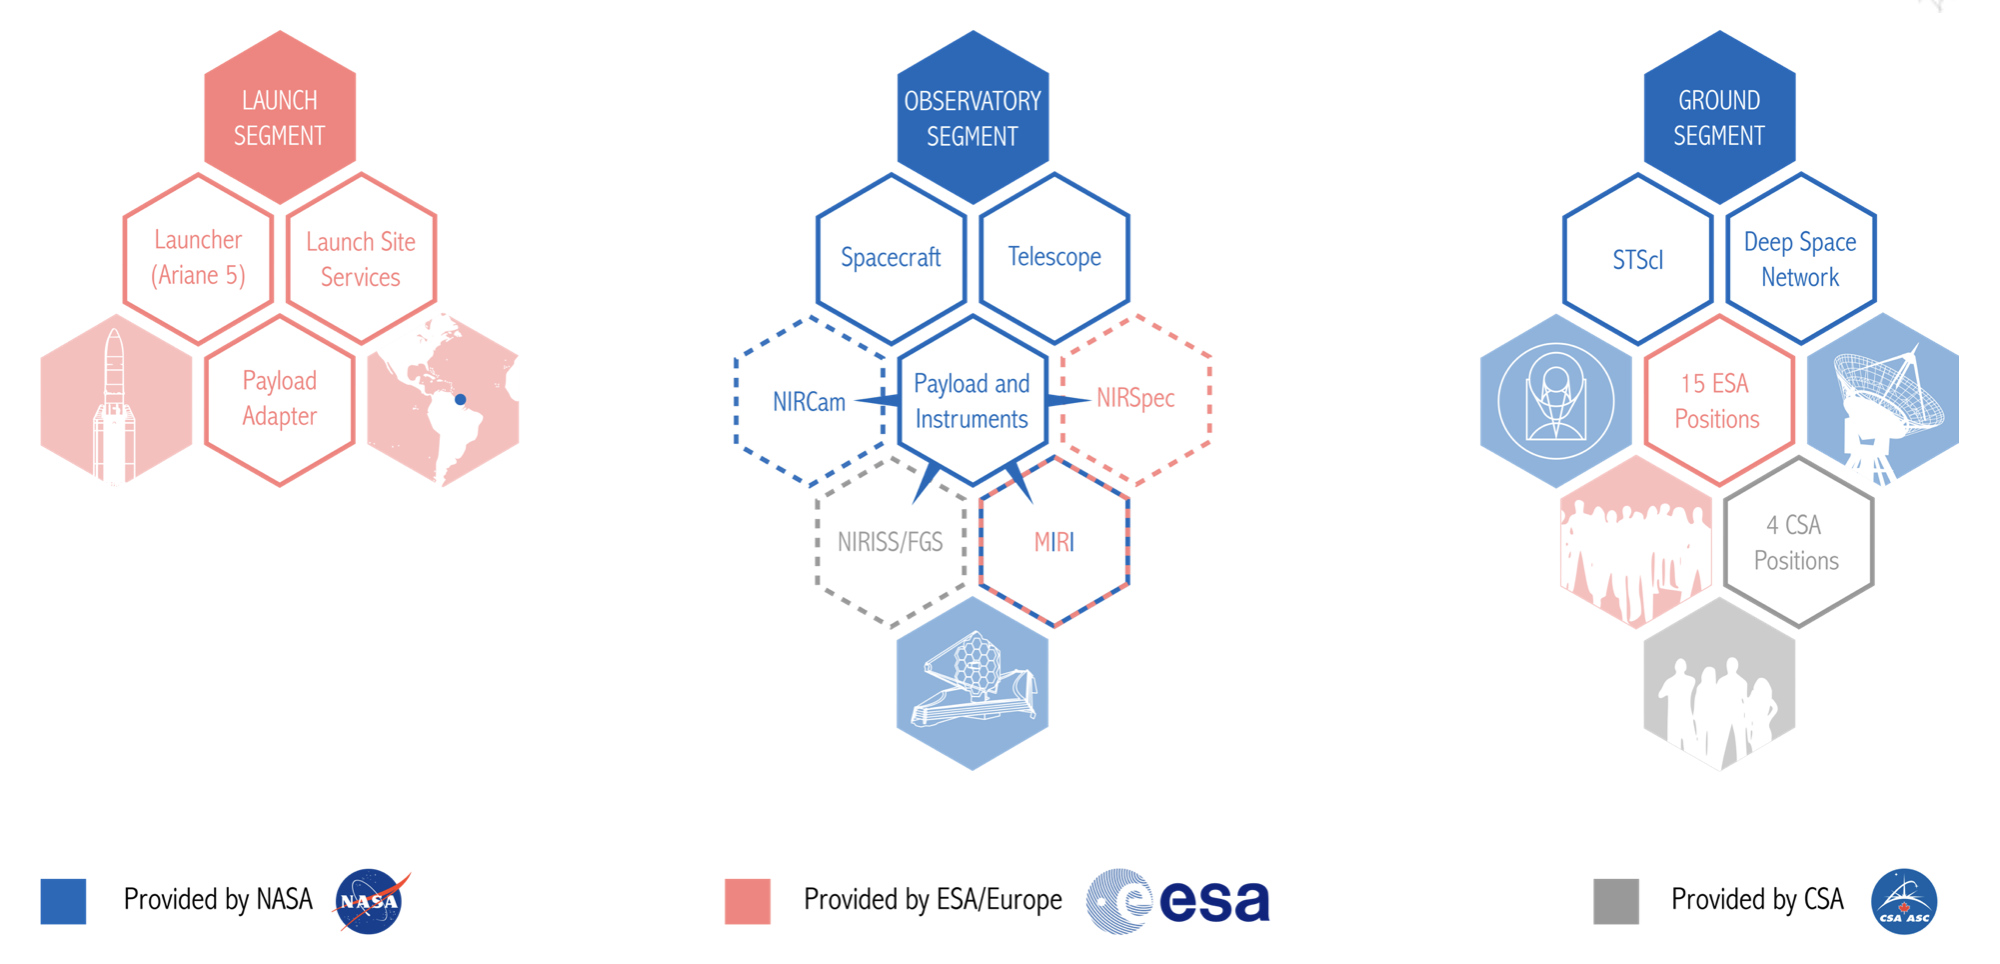 LAUNCH
SEGMENT
Launcher
(Ariane 5)
Launch Site
Services
Payload
Adapter
OBSERVATORY
SEGMENT
Spacecraft
Telescope
NIRCam
Payload and
Instruments
NIRSpec
NIRISS/FGS
MIRI
GROUND
SEGMENT
STScI
Deep Space
Network
15 ESA
Positions
4 CSA
Positions
Provided by NASA
NASA
Provided by ESA/Europe
esa
Provided by CSA
CSA ASC